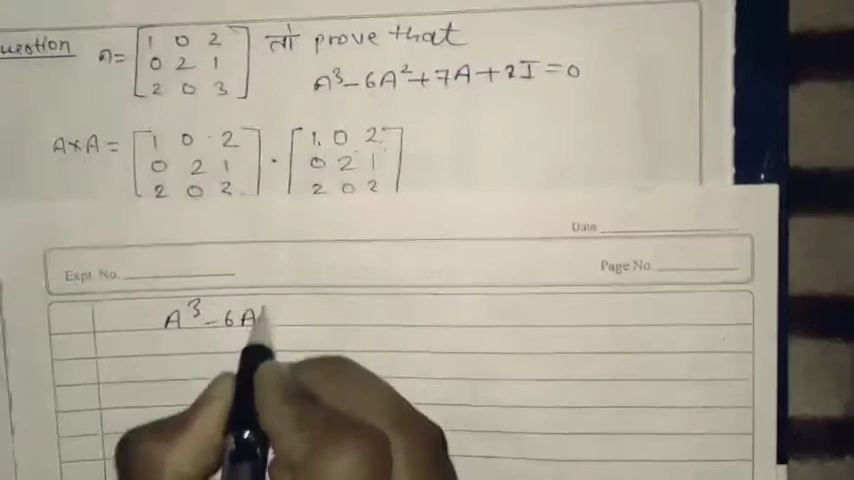 uestion A = [1 0 2 तो prove that
0 2 1 A³ - 6A² + 7A + 2I = 0
2 0 3]
A×A = [1 0 2 . [1 0 2
0 2 1 0 2 1
2 0 2] 2 0 2]
Date
Expt. No. Page No.
A³ - 6A